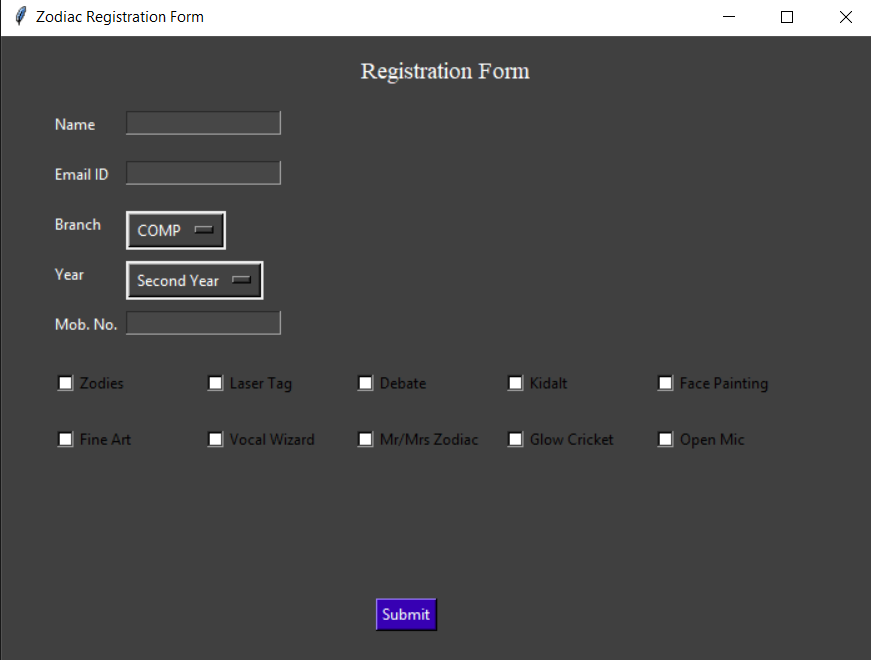 Zodiac Registration Form
Registration Form
Name
Email ID
Branch COMP
Year Second Year
Mob. No.
Zodies Laser Tag Debate Kidalt Face Painting
Fine Art Vocal Wizard Mr/Mrs Zodiac Glow Cricket Open Mic
Submit